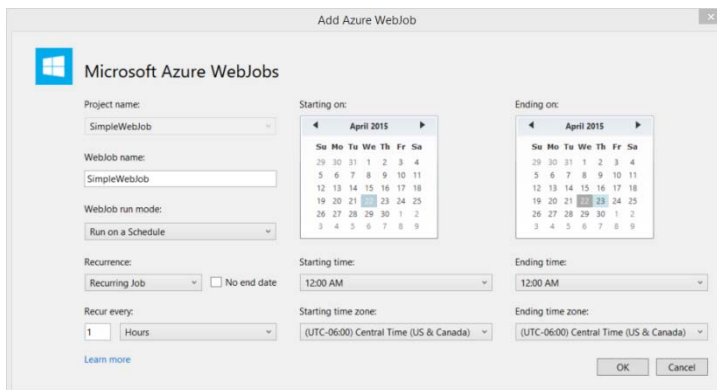 Add Azure WebJob
Microsoft Azure WebJobs
Project name:
SimpleWebJob
WebJob name:
SimpleWebJob
WebJob run mode:
Run on a Schedule
Recurrence:
Recurring Job No end date
Recur every:
1 Hours
Learn more
Starting on:
April 2015
Su Mo Tu We Th Fr Sa
29 30 31 1 2 3 4
5 6 7 8 9 10 11
12 13 14 15 16 17 18
19 20 21 22 23 24 25
26 27 28 29 30 1 2
3 4 5 6 7 8 9
Starting time:
12:00 AM
Starting time zone:
(UTC-06:00) Central Time (US & Canada)
Ending on:
April 2015
Su Mo Tu We Th Fr Sa
29 30 31 1 2 3 4
5 6 7 8 9 10 11
12 13 14 15 16 17 18
19 20 21 22 23 24 25
26 27 28 29 30 1 2
3 4 5 6 7 8 9
Ending time:
12:00 AM
Ending time zone:
(UTC-06:00) Central Time (US & Canada)
OK Cancel